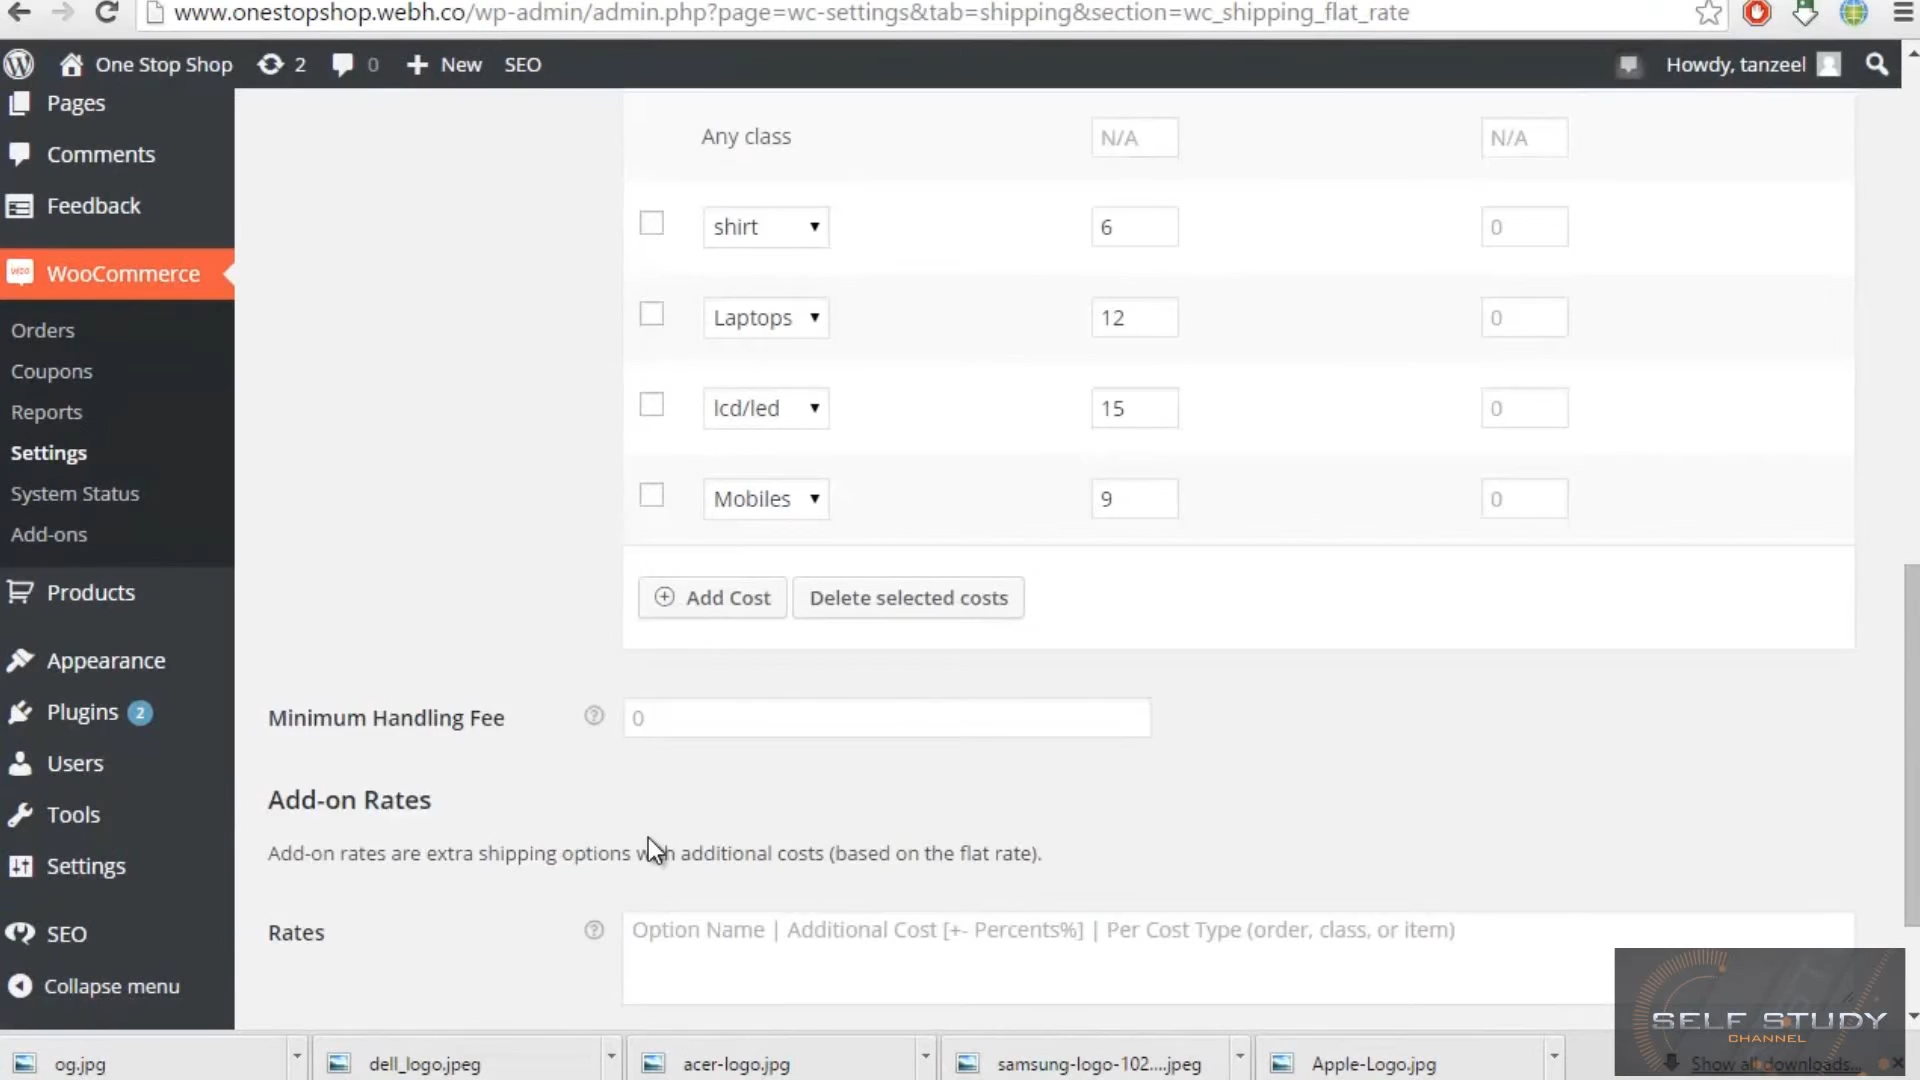 www.onestopshop.webh.co/wp-admin/admin.php?page=wc-settings&tab=shipping&section=wc_shipping_flat_rate
One Stop Shop 2 0 New SEO Howdy, tanzeel
Pages
Comments
Feedback
WooCommerce
Orders
Coupons
Reports
Settings
System Status
Add-ons
Products
Appearance
Plugins 2
Users
Tools
Settings
SEO
Collapse menu
Any class N/A N/A
shirt 6 0
Laptops 12 0
lcd/led 15 0
Mobiles 9 0
Add Cost Delete selected costs
Minimum Handling Fee ? 0
Add-on Rates
Add-on rates are extra shipping options with additional costs (based on the flat rate).
Rates ? Option Name | Additional Cost [+- Percents%] | Per Cost Type (order, class, or item)
SELF STUDY
CHANNEL
og.jpg dell_logo.jpeg acer-logo.jpg samsung-logo-102....jpeg Apple-Logo.jpg Show all downloads...